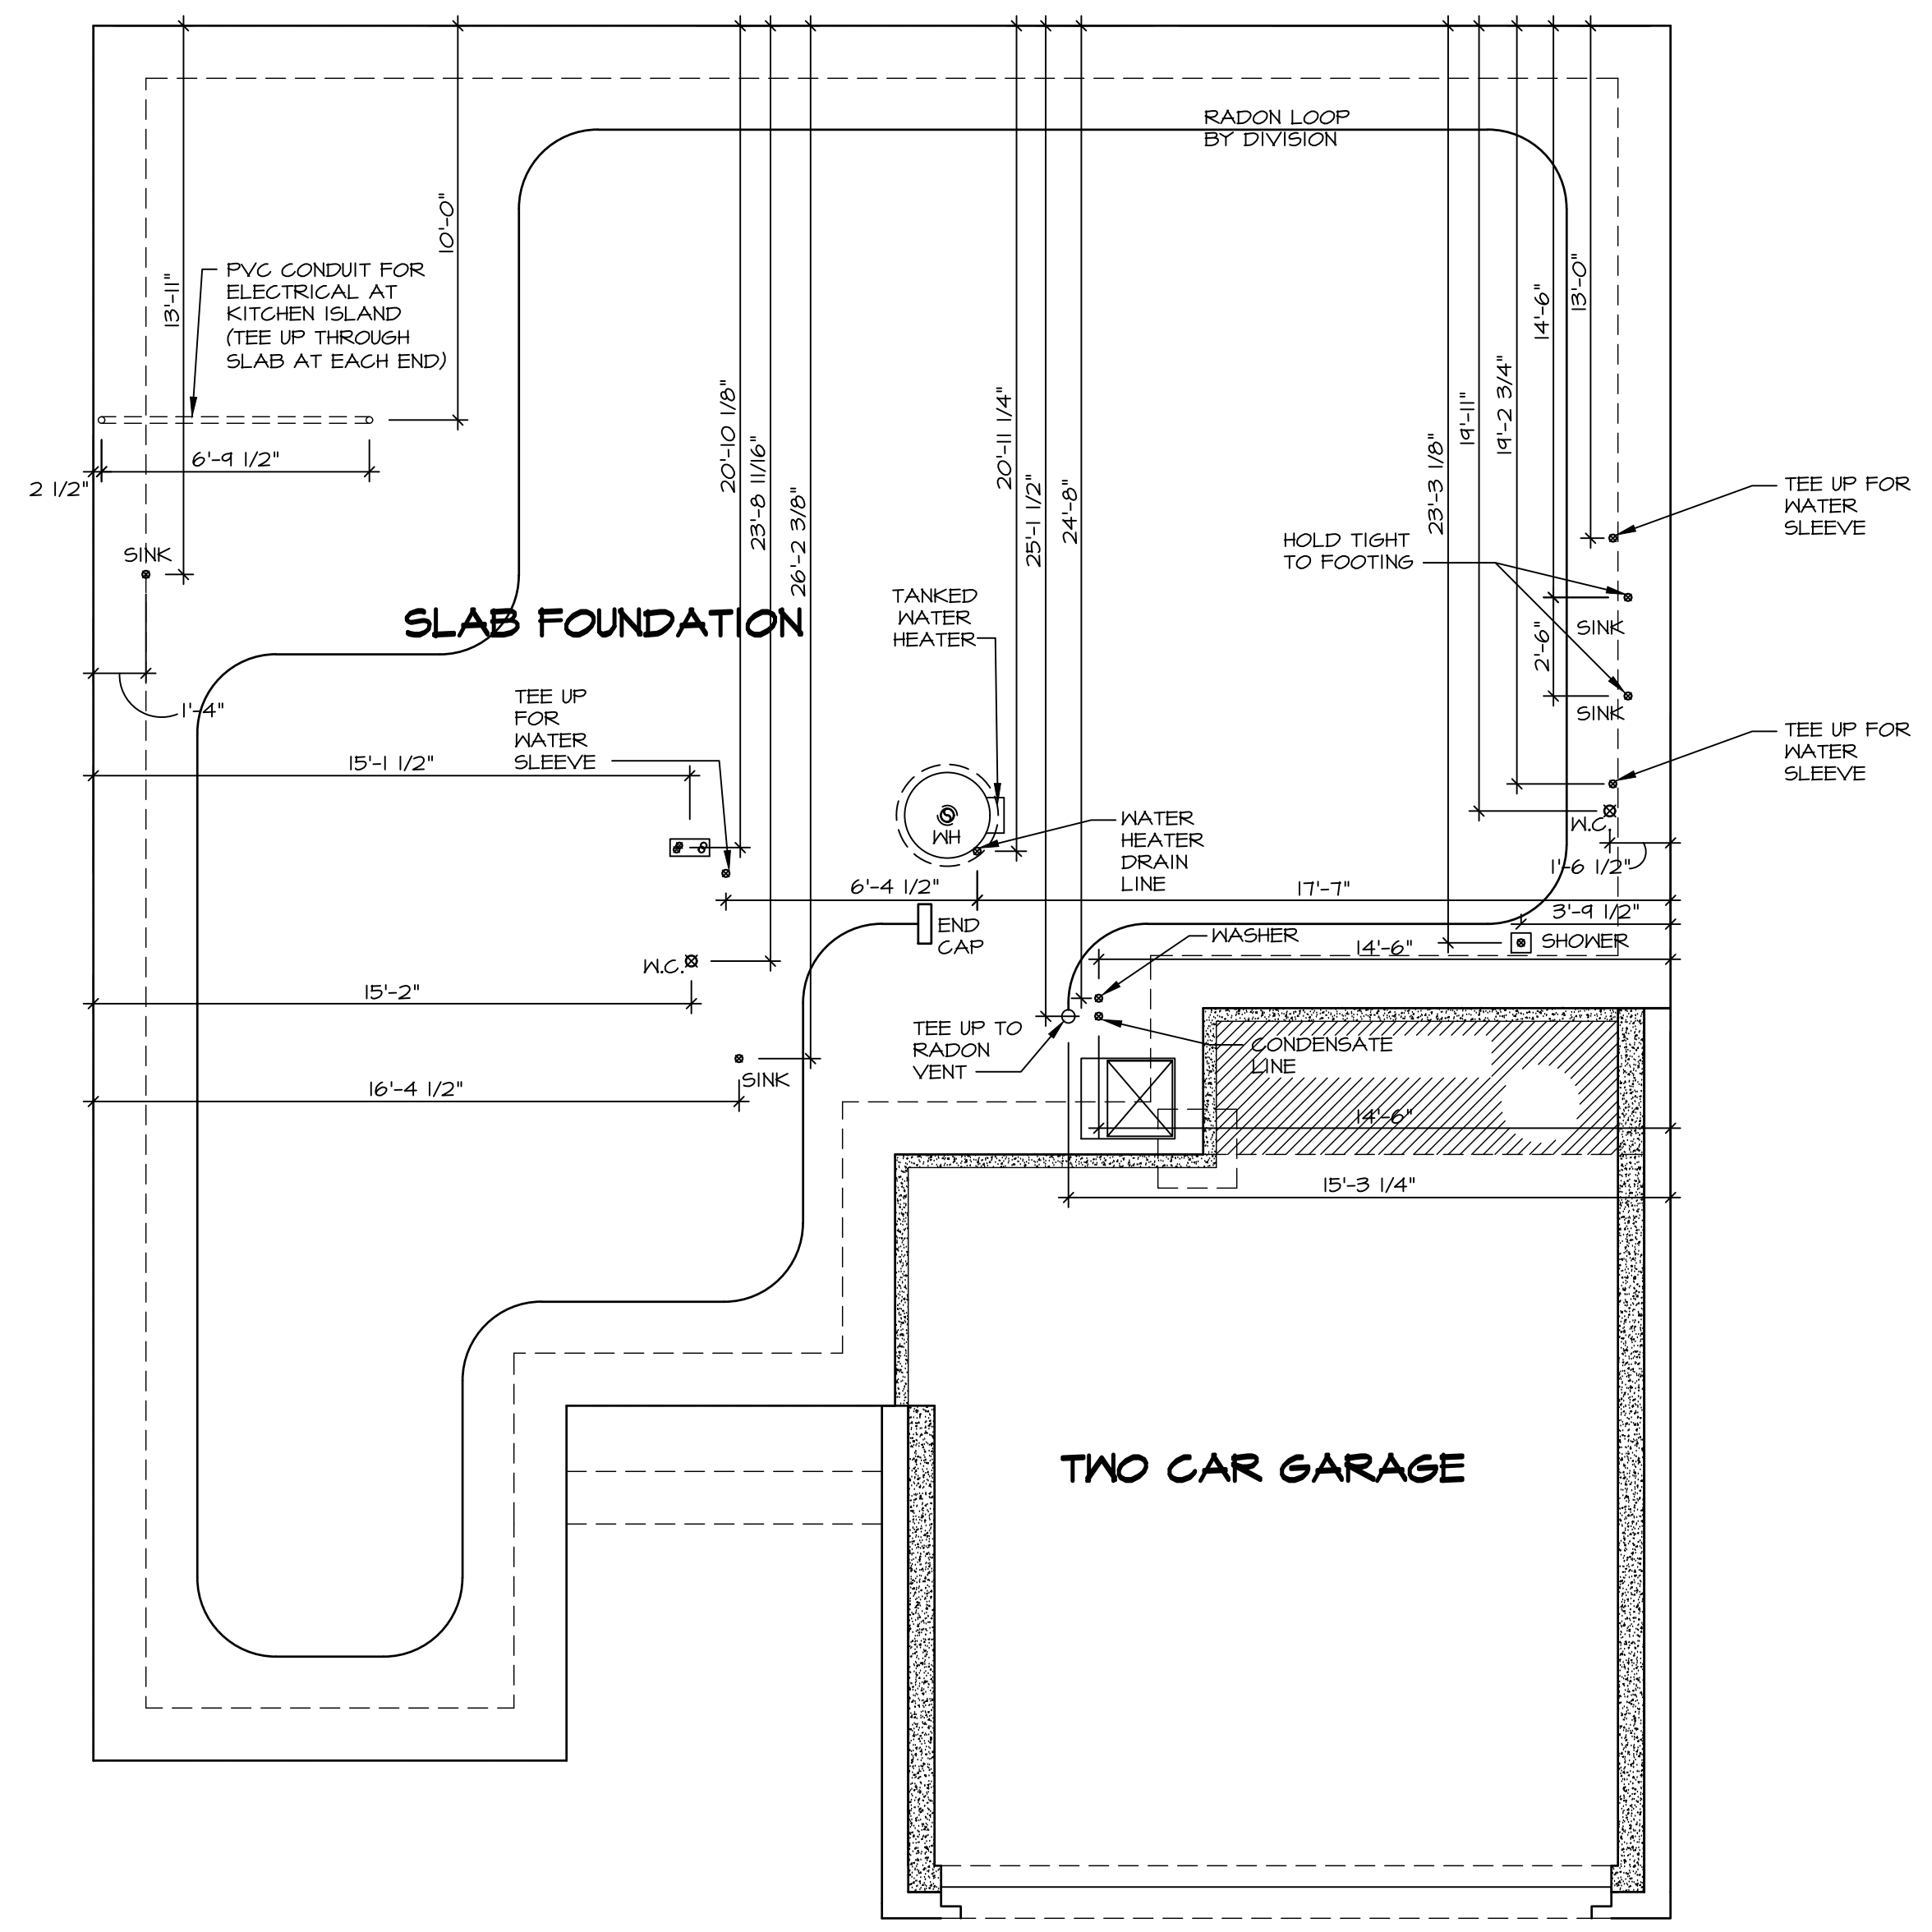 RADON LOOP
BY DIVISION
10'-0"
13'-11"
PVC CONDUIT FOR
ELECTRICAL AT
KITCHEN ISLAND
(TEE UP THROUGH
SLAB AT EACH END)
6'-9 1/2"
2 1/2"
SINK
1'-4"
SLAB FOUNDATION
20'-10 1/8"
23'-8 11/16"
26'-2 3/8"
20'-11 1/4"
25'-1 1/2"
24'-8"
23'-3 1/8"
19'-11"
19'-2 3/4"
14'-6"
13'-0"
TEE UP FOR
WATER
SLEEVE
HOLD TIGHT
TO FOOTING
SINK
2'-6"
SINK
TEE UP FOR
WATER
SLEEVE
TANKED
WATER
HEATER
TEE UP
FOR
WATER
SLEEVE
15'-1 1/2"
WH
WATER
HEATER
DRAIN
LINE
W.C.
1'-6 1/2"
6'-4 1/2"
17'-7"
3'-9 1/2"
END
CAP
WASHER
14'-6"
SHOWER
W.C.
15'-2"
TEE UP TO
RADON
VENT
CONDENSATE
LINE
SINK
16'-4 1/2"
14'-6"
15'-3 1/4"
TWO CAR GARAGE